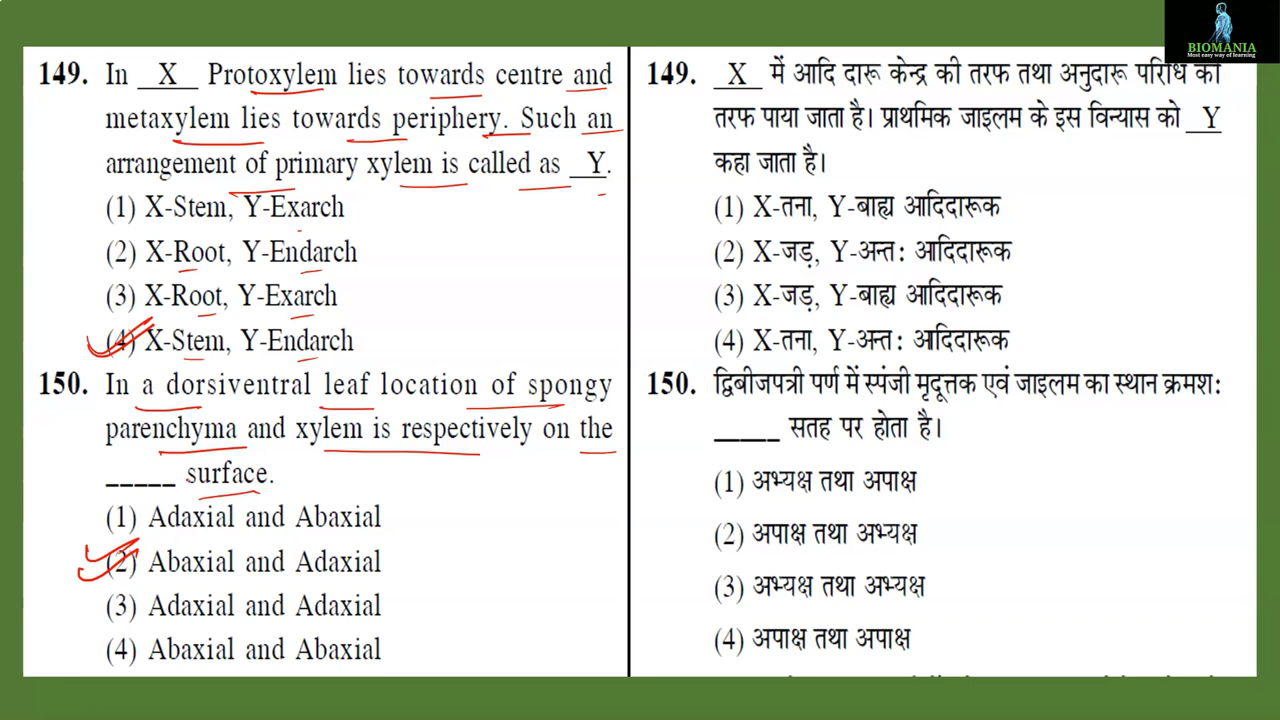 BIOMANIA
Most easy way of learning
149. In __X__ Protoxylem lies towards centre and
metaxylem lies towards periphery. Such an
arrangement of primary xylem is called as __Y__.
(1) X-Stem, Y-Exarch
(2) X-Root, Y-Endarch
(3) X-Root, Y-Exarch
(4) X-Stem, Y-Endarch
150. In a dorsiventral leaf location of spongy
parenchyma and xylem is respectively on the
_____ surface.
(1) Adaxial and Abaxial
(2) Abaxial and Adaxial
(3) Adaxial and Adaxial
(4) Abaxial and Abaxial
149. __X__ में आदि दारू केन्द्र की तरफ तथा अनुदारू परिधि की
तरफ पाया जाता है। प्राथमिक जाइलम के इस विन्यास को __Y__
कहा जाता है।
(1) X-तना, Y-बाह्य आदिदारूक
(2) X-जड़, Y-अन्तः आदिदारूक
(3) X-जड़, Y-बाह्य आदिदारूक
(4) X-तना, Y-अन्तः आदिदारूक
150. द्विबीजपत्री पर्ण में स्पंजी मृदूत्तक एवं जाइलम का स्थान क्रमशः
_____ सतह पर होता है।
(1) अभ्यक्ष तथा अपाक्ष
(2) अपाक्ष तथा अभ्यक्ष
(3) अभ्यक्ष तथा अभ्यक्ष
(4) अपाक्ष तथा अपाक्ष